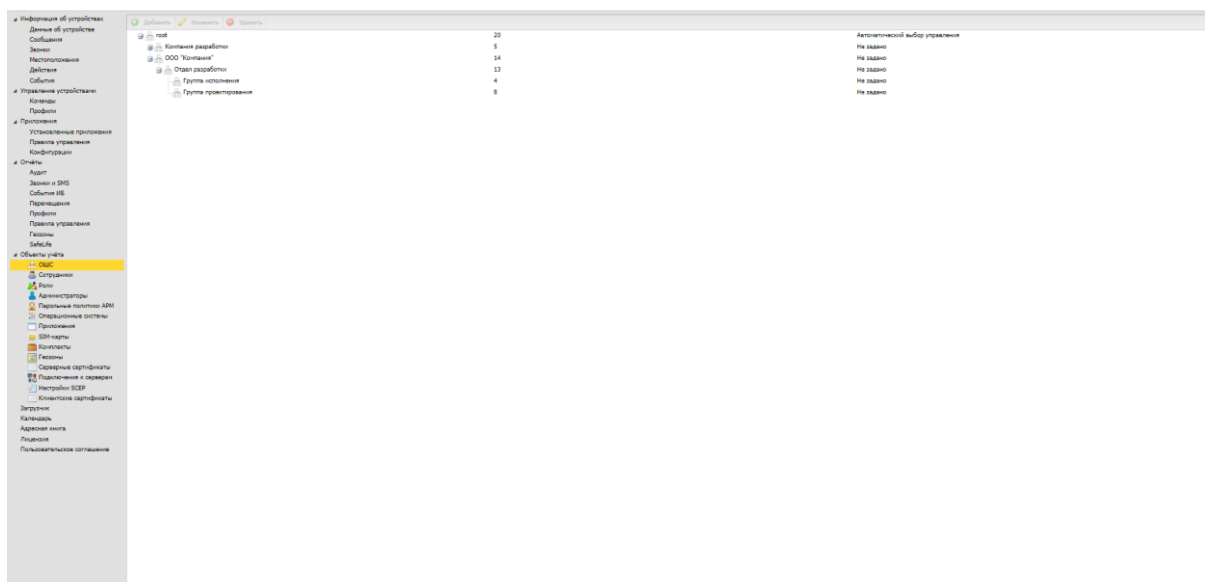 Информация об устройствах
Данные об устройстве
Сообщения
Звонки
Местоположения
Действия
События
Управление устройствами
Команды
Профили
Приложения
Установленные приложения
Правила управления
Конфигурации
Отчёты
Аудит
Звонки и SMS
События ИБ
Перемещения
Профили
Правила управления
Геозоны
SafeLife
Объекты учёта
ОШС
Сотрудники
Роли
Администраторы
Парольные политики АРМ
Операционные системы
Приложения
SIM-карты
Комплекты
Геозоны
Серверные сертификаты
Подключения к серверам
Настройки SCEP
Клиентские сертификаты
Загрузчик
Календарь
Адресная книга
Лицензия
Пользовательское соглашение
Добавить Изменить Удалить
root 20 Автоматический выбор управления
Компания разработки 5 Не задано
ООО "Компания" 14 Не задано
Отдел разработки 13 Не задано
Группа исполнения 4 Не задано
Группа проектирования 8 Не задано